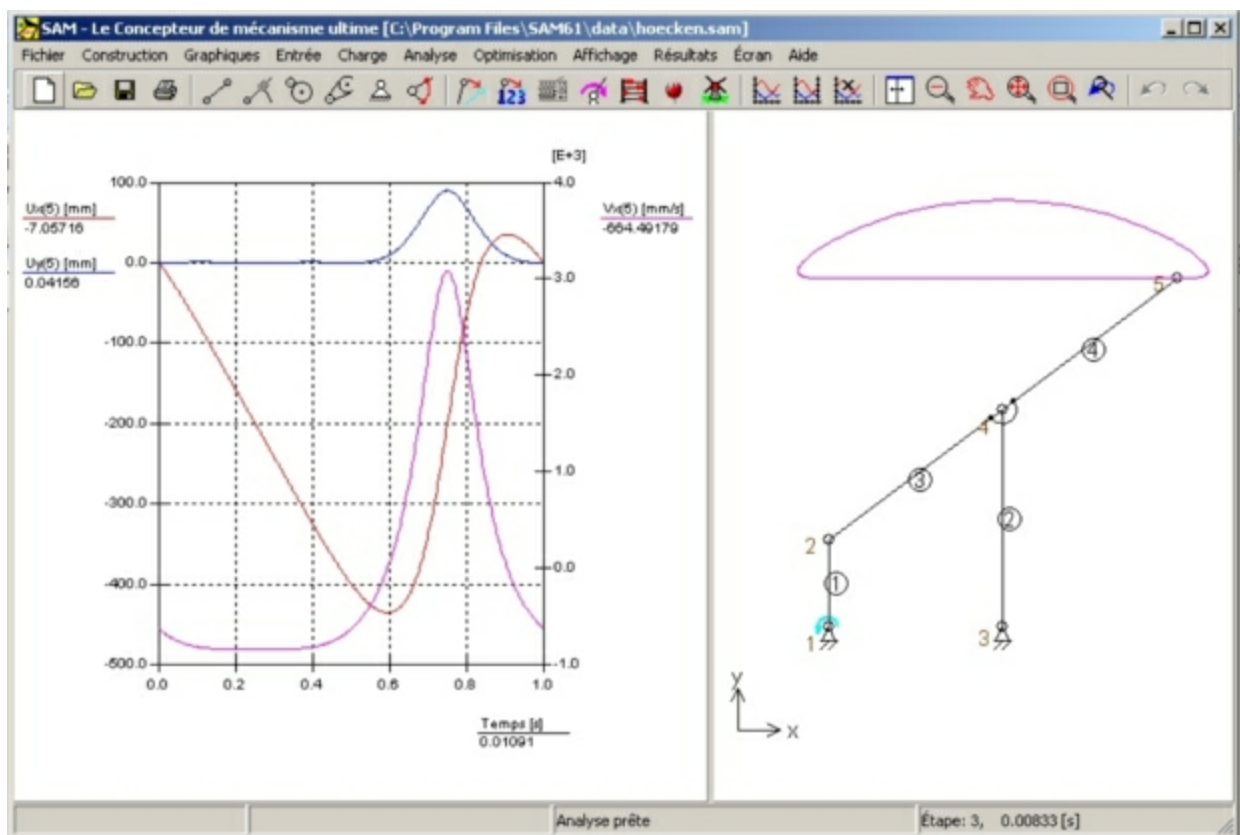 SAM - Le Concepteur de mécanisme ultime [C:\Program Files\SAM61\data\hoecken.sam]
Fichier Construction Graphiques Entrée Charge Analyse Optimisation Affichage Résultats Écran Aide
123
[E+3]
100.0
4.0
Ux(5) [mm]
-7.05716
Uy(5) [mm]
0.04156
Vx(5) [mm/s]
-664.49179
0.0
3.0
-100.0
2.0
-200.0
1.0
-300.0
0.0
-400.0
-500.0
-1.0
0.0 0.2 0.4 0.6 0.8 1.0
Temps [s]
0.01091
5
4
4
3
2
2
1
1
3
y
x
Analyse prête
Étape: 3, 0.00833 [s]